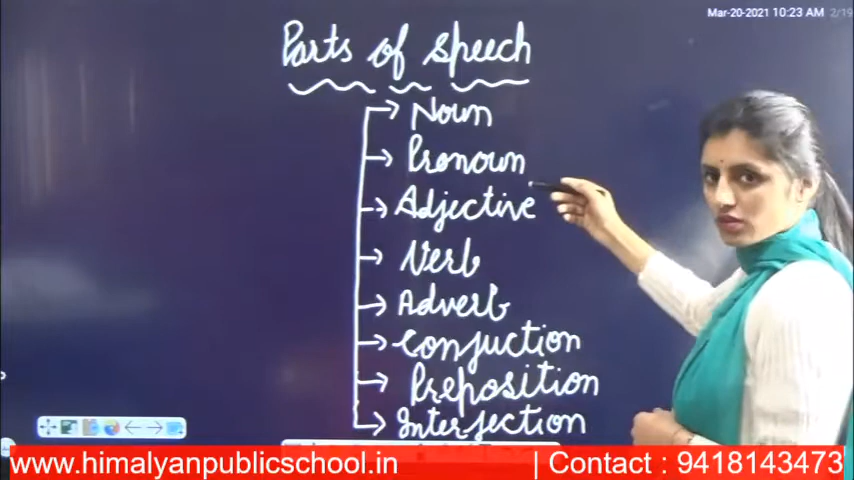 Mar-20-2021 10:23 AM 2/19
Parts of speech
Noun
Pronoun
Adjective
Verb
Adverb
Conjuction
Preposition
Interjection
www.himalyanpublicschool.in | Contact : 9418143473